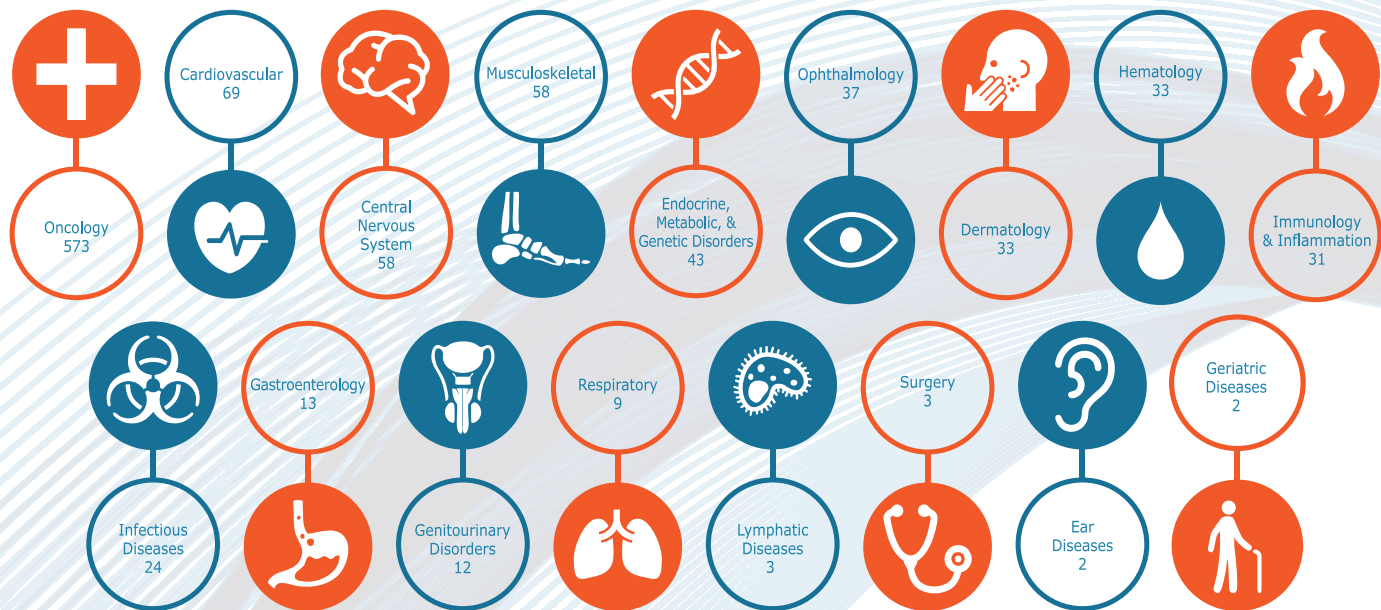 Oncology
573
Cardiovascular
69
Central
Nervous
System
58
Musculoskeletal
58
Endocrine,
Metabolic, &
Genetic Disorders
43
Ophthalmology
37
Dermatology
33
Hematology
33
Immunology
& Inflammation
31
Infectious
Diseases
24
Gastroenterology
13
Genitourinary
Disorders
12
Respiratory
9
Lymphatic
Diseases
3
Surgery
3
Ear
Diseases
2
Geriatric
Diseases
2